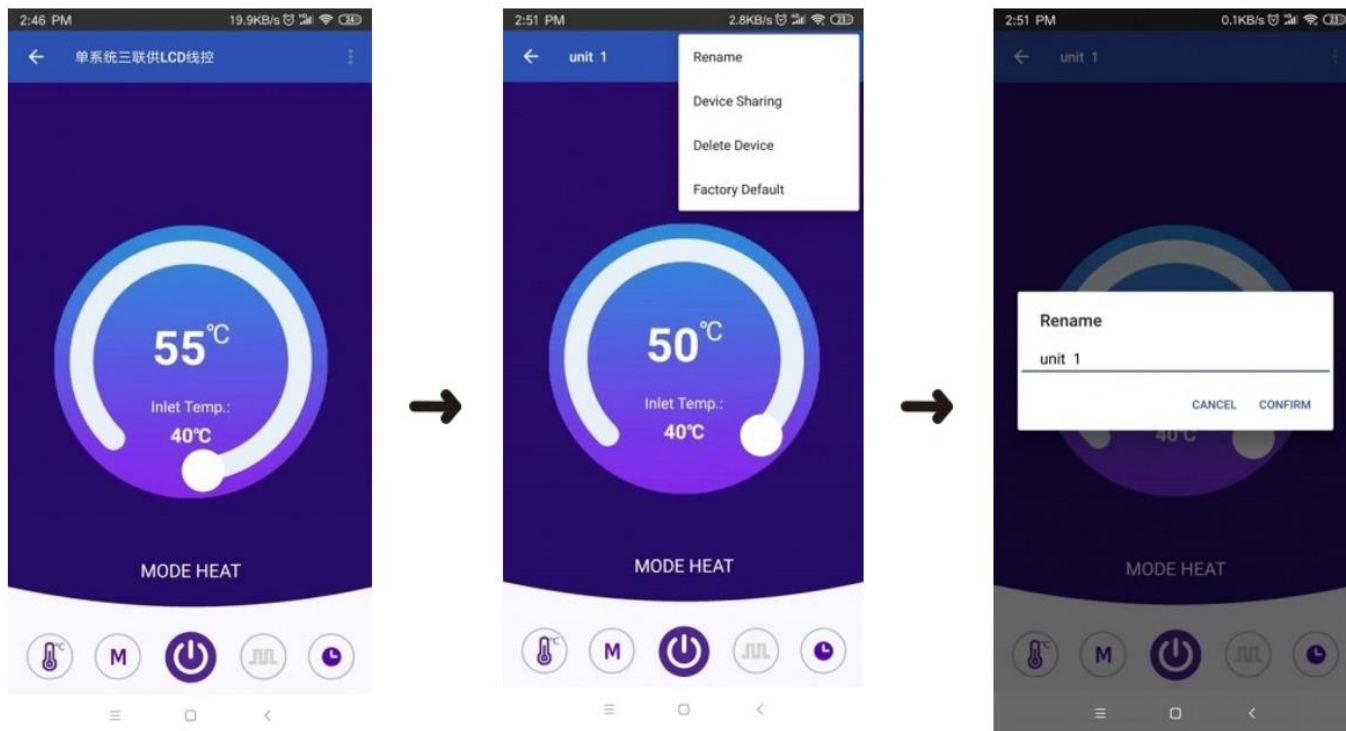 2:46 PM 19.9KB/s 24
单系统三联供LCD线控
55℃
Inlet Temp.:
40℃
MODE HEAT
℃
M
2:51 PM 2.8KB/s 23
unit 1
Rename
Device Sharing
Delete Device
Factory Default
50℃
Inlet Temp.:
40℃
MODE HEAT
℃
M
2:51 PM 0.1KB/s 23
unit 1
Rename
unit 1
CANCEL CONFIRM
40℃
MODE HEAT
℃
M